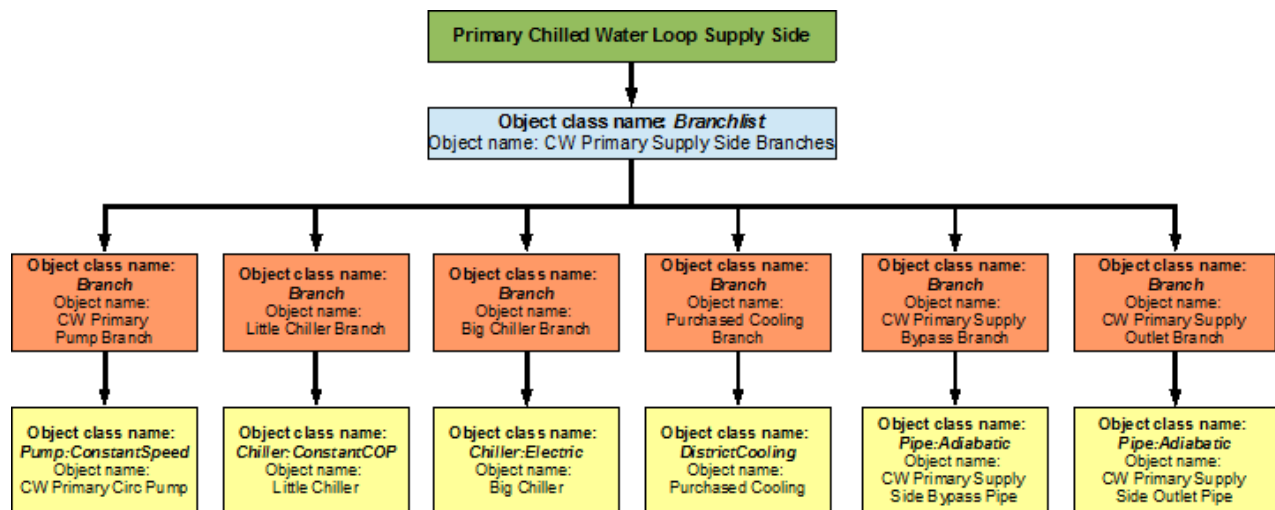 Primary Chilled Water Loop Supply Side
Object class name: Branchlist
Object name: CW Primary Supply Side Branches
Object class name:
Branch
Object name:
CW Primary
Pump Branch
Object class name:
Branch
Object name:
Little Chiller Branch
Object class name:
Branch
Object name:
Big Chiller Branch
Object class name:
Branch
Object name:
Purchased Cooling
Branch
Object class name:
Branch
Object name:
CW Primary Supply
Bypass Branch
Object class name:
Branch
Object name:
CW Primary Supply
Outlet Branch
Object class name:
Pump:ConstantSpeed
Object name:
CW Primary Circ Pump
Object class name:
Chiller:ConstantCOP
Object name:
Little Chiller
Object class name:
Chiller:Electric
Object name:
Big Chiller
Object class name:
DistrictCooling
Object name:
Purchased Cooling
Object class name:
Pipe:Adiabatic
Object name:
CW Primary Supply
Side Bypass Pipe
Object class name:
Pipe:Adiabatic
Object name:
CW Primary Supply
Side Outlet Pipe